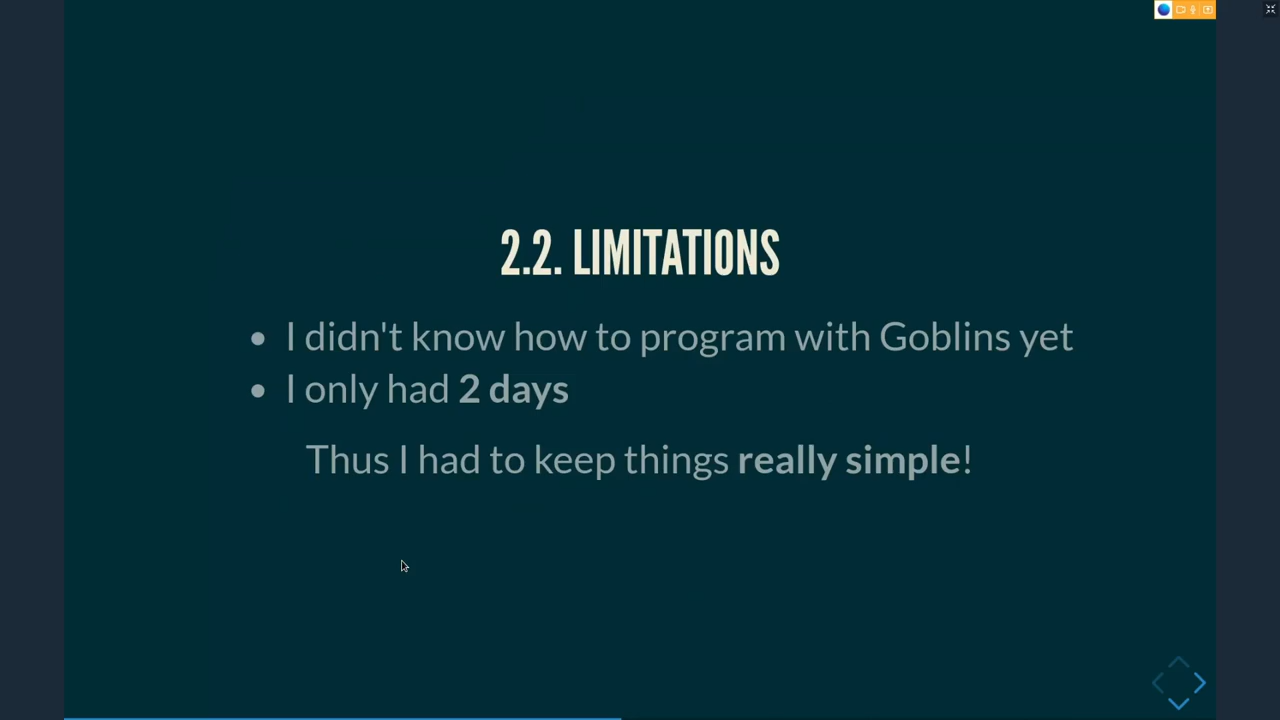 2.2. LIMITATIONS
• I didn't know how to program with Goblins yet
• I only had 2 days
Thus I had to keep things really simple!